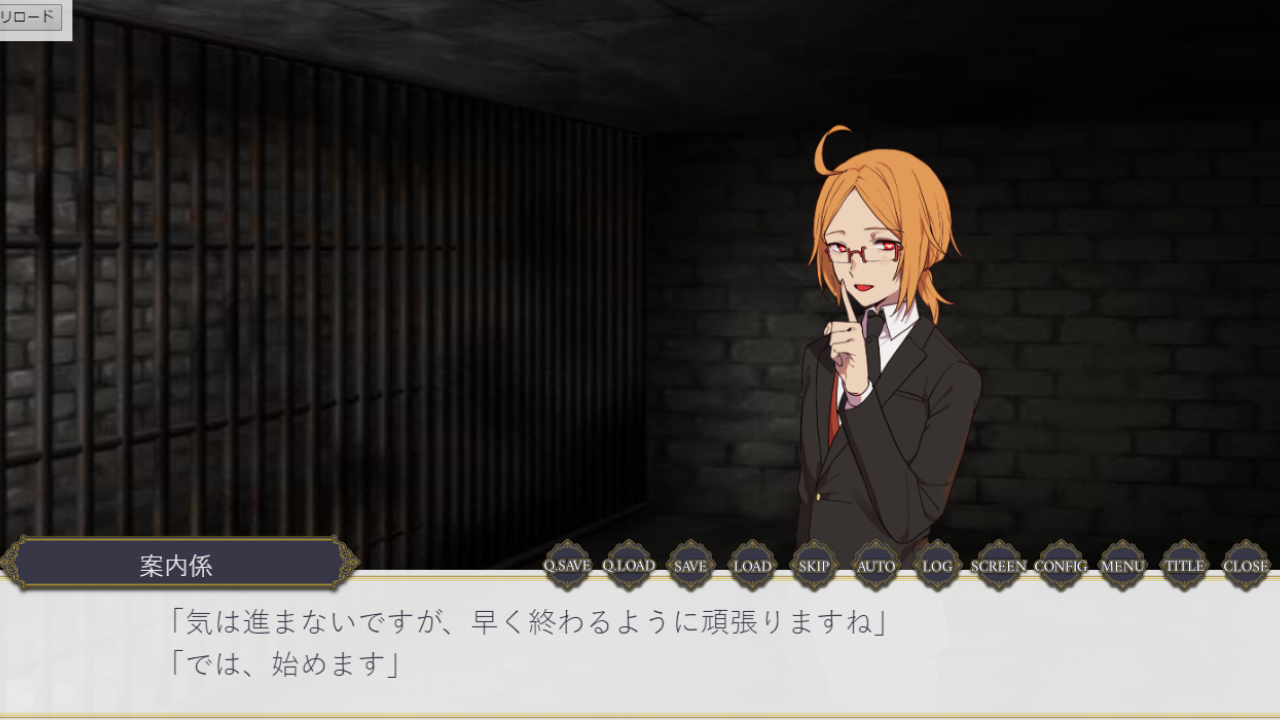 リロード
案内係
Q.SAVE Q.LOAD SAVE LOAD SKIP AUTO LOG SCREEN CONFIG MENU TITLE CLOSE
「気は進まないですが、早く終わるように頑張りますね」
「では、始めます」